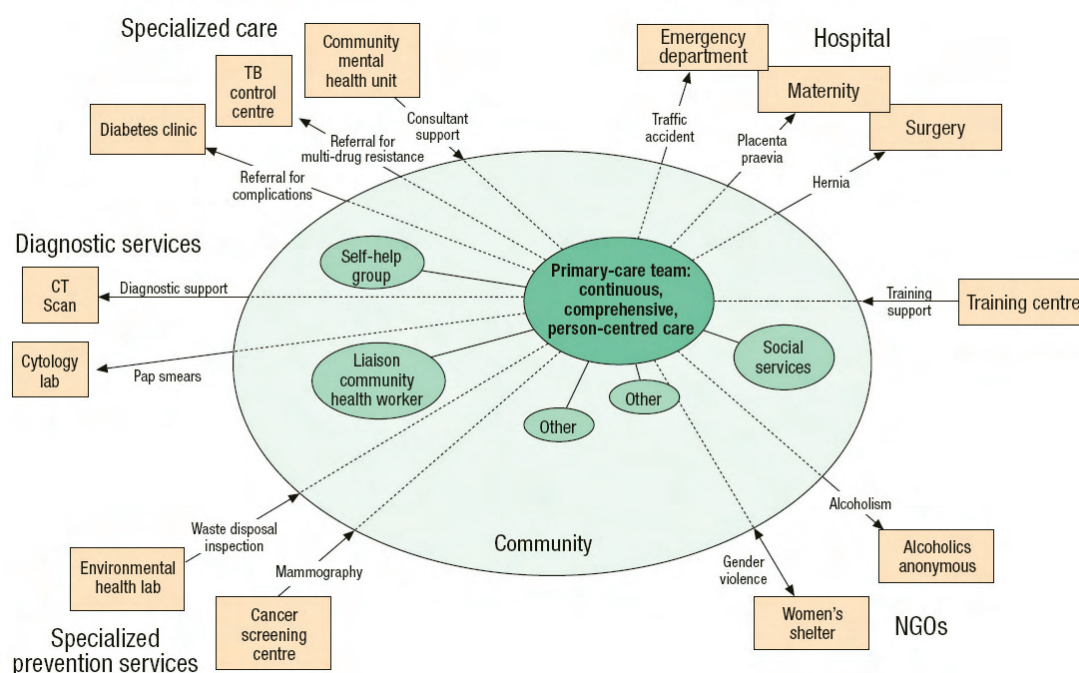 Specialized care
Community
mental
health unit
TB
control
centre
Diabetes clinic
Consultant
support
Referral for
multi-drug resistance
Referral for
complications
Emergency
department
Hospital
Maternity
Surgery
Traffic
accident
Placenta
praevia
Hernia
Diagnostic services
CT
Scan
Diagnostic support
Cytology
lab
Pap smears
Self-help
group
Primary-care team:
continuous,
comprehensive,
person-centred care
Training
support
Training centre
Liaison
community
health worker
Social
services
Other
Other
Community
Waste disposal
inspection
Environmental
health lab
Mammography
Cancer
screening
centre
Specialized
prevention services
Alcoholism
Alcoholics
anonymous
Gender
violence
Women's
shelter
NGOs